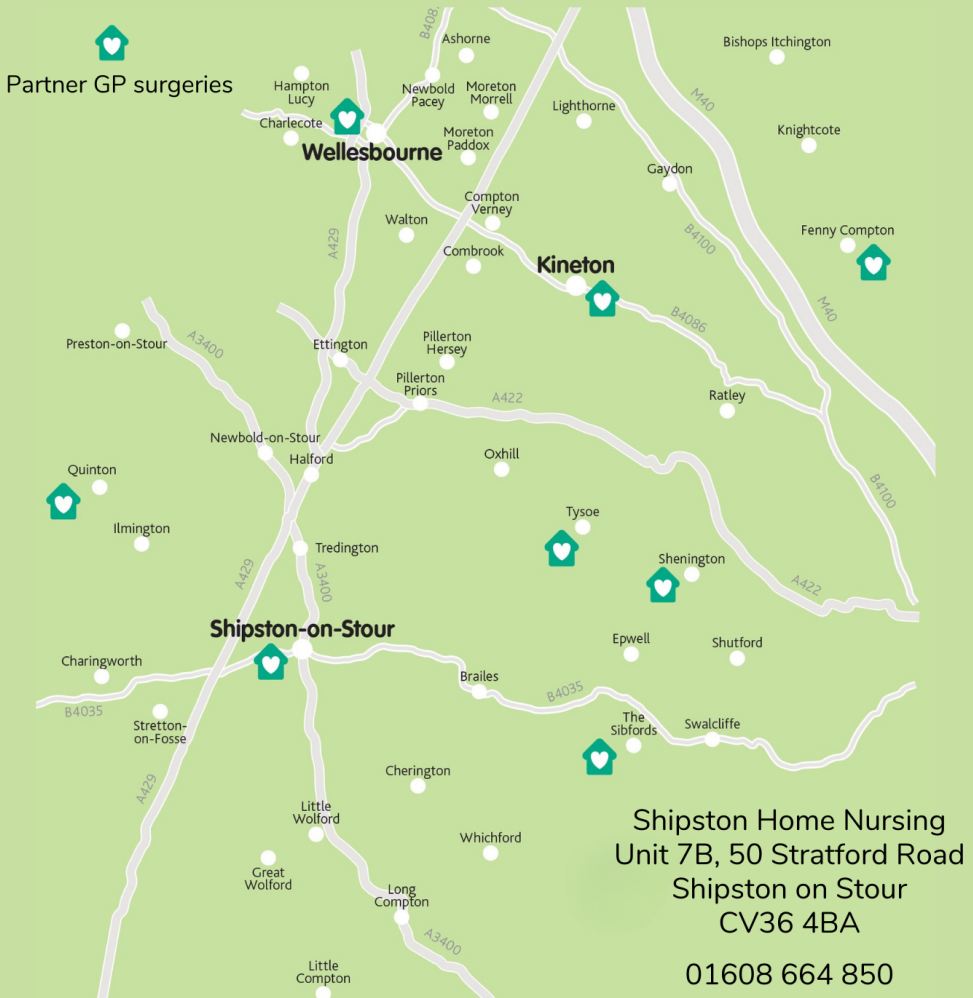 B408
Ashorne
Bishops Itchington
Partner GP surgeries
Hampton
Lucy
Newbold
Pacey
Moreton
Morrell
M40
Lighthorne
Charlecote
Knightcote
Moreton
Paddox
Wellesbourne
Gaydon
Compton
Verney
Walton
A429
B4100
Fenny Compton
Combrook
Kineton
M40
B4086
Preston-on-Stour
A3400
Ettington
Pillerton
Hersey
Pillerton
Priors
A422
Ratley
Newbold-on-Stour
Halford
Oxhill
Quinton
B4100
Tysoe
Ilmington
Tredington
Shenington
A429
A3400
A422
Shipston-on-Stour
Epwell
Shutford
Charingworth
Brailes
B4035
B4035
Stretton-
on-Fosse
The
Sibfords
Swalcliffe
Cherington
A429
Little
Wolford
Whichford
Great
Wolford
Long
Compton
A3400
Little
Compton
Shipston Home Nursing
Unit 7B, 50 Stratford Road
Shipston on Stour
CV36 4BA
01608 664 850